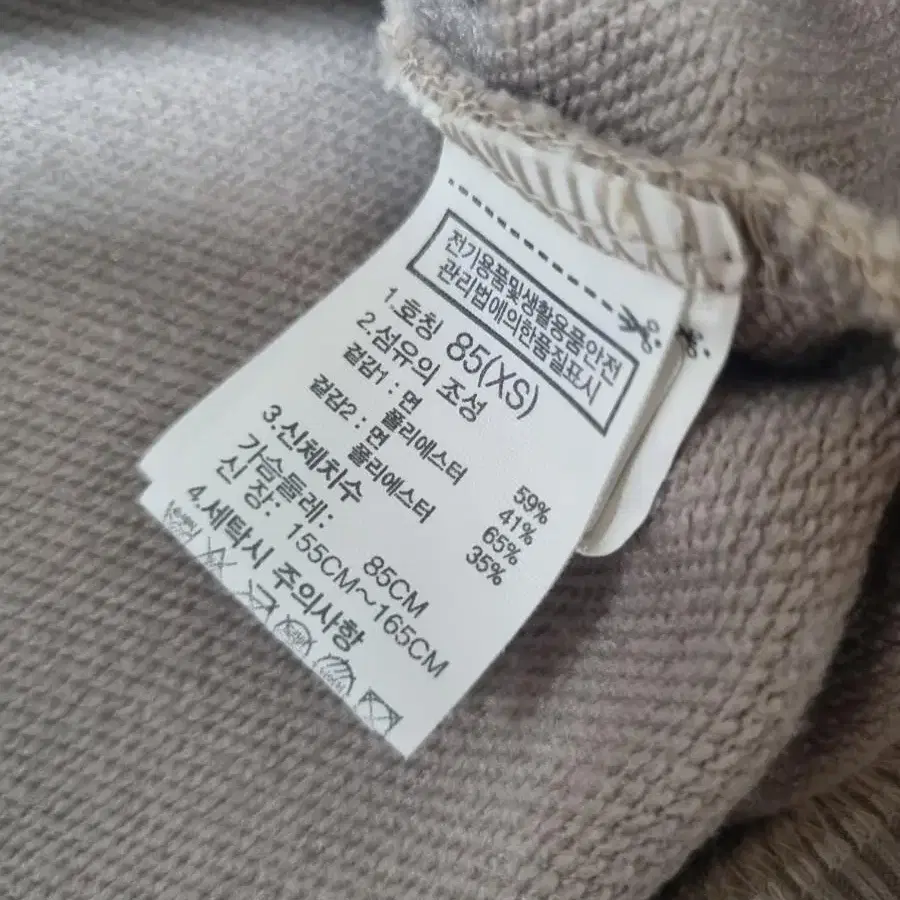 전기용품및생활용품안전
관리법에의한품질표시
1.호칭 85(XS)
2.섬유의 조성
겉감1 : 면 59%
폴리에스터 41%
겉감2 : 면 65%
폴리에스터 35%
3.신체치수
가슴둘레: 85CM
신 장: 155CM~165CM
4.세탁시 주의사항